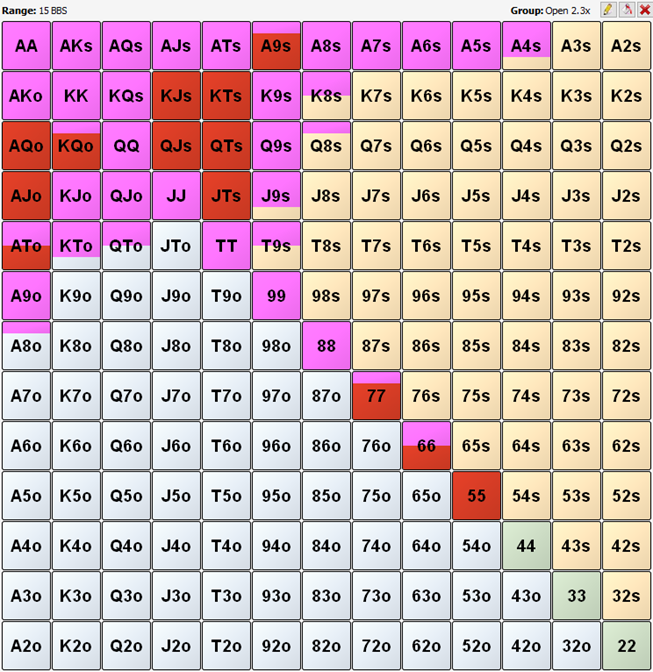 Range: 15 BBS Group: Open 2.3x
AA AKs AQs AJs ATs A9s A8s A7s A6s A5s A4s A3s A2s
AKo KK KQs KJs KTs K9s K8s K7s K6s K5s K4s K3s K2s
AQo KQo QQ QJs QTs Q9s Q8s Q7s Q6s Q5s Q4s Q3s Q2s
AJo KJo QJo JJ JTs J9s J8s J7s J6s J5s J4s J3s J2s
ATo KTo QTo JTo TT T9s T8s T7s T6s T5s T4s T3s T2s
A9o K9o Q9o J9o T9o 99 98s 97s 96s 95s 94s 93s 92s
A8o K8o Q8o J8o T8o 98o 88 87s 86s 85s 84s 83s 82s
A7o K7o Q7o J7o T7o 97o 87o 77 76s 75s 74s 73s 72s
A6o K6o Q6o J6o T6o 96o 86o 76o 66 65s 64s 63s 62s
A5o K5o Q5o J5o T5o 95o 85o 75o 65o 55 54s 53s 52s
A4o K4o Q4o J4o T4o 94o 84o 74o 64o 54o 44 43s 42s
A3o K3o Q3o J3o T3o 93o 83o 73o 63o 53o 43o 33 32s
A2o K2o Q2o J2o T2o 92o 82o 72o 62o 52o 42o 32o 22